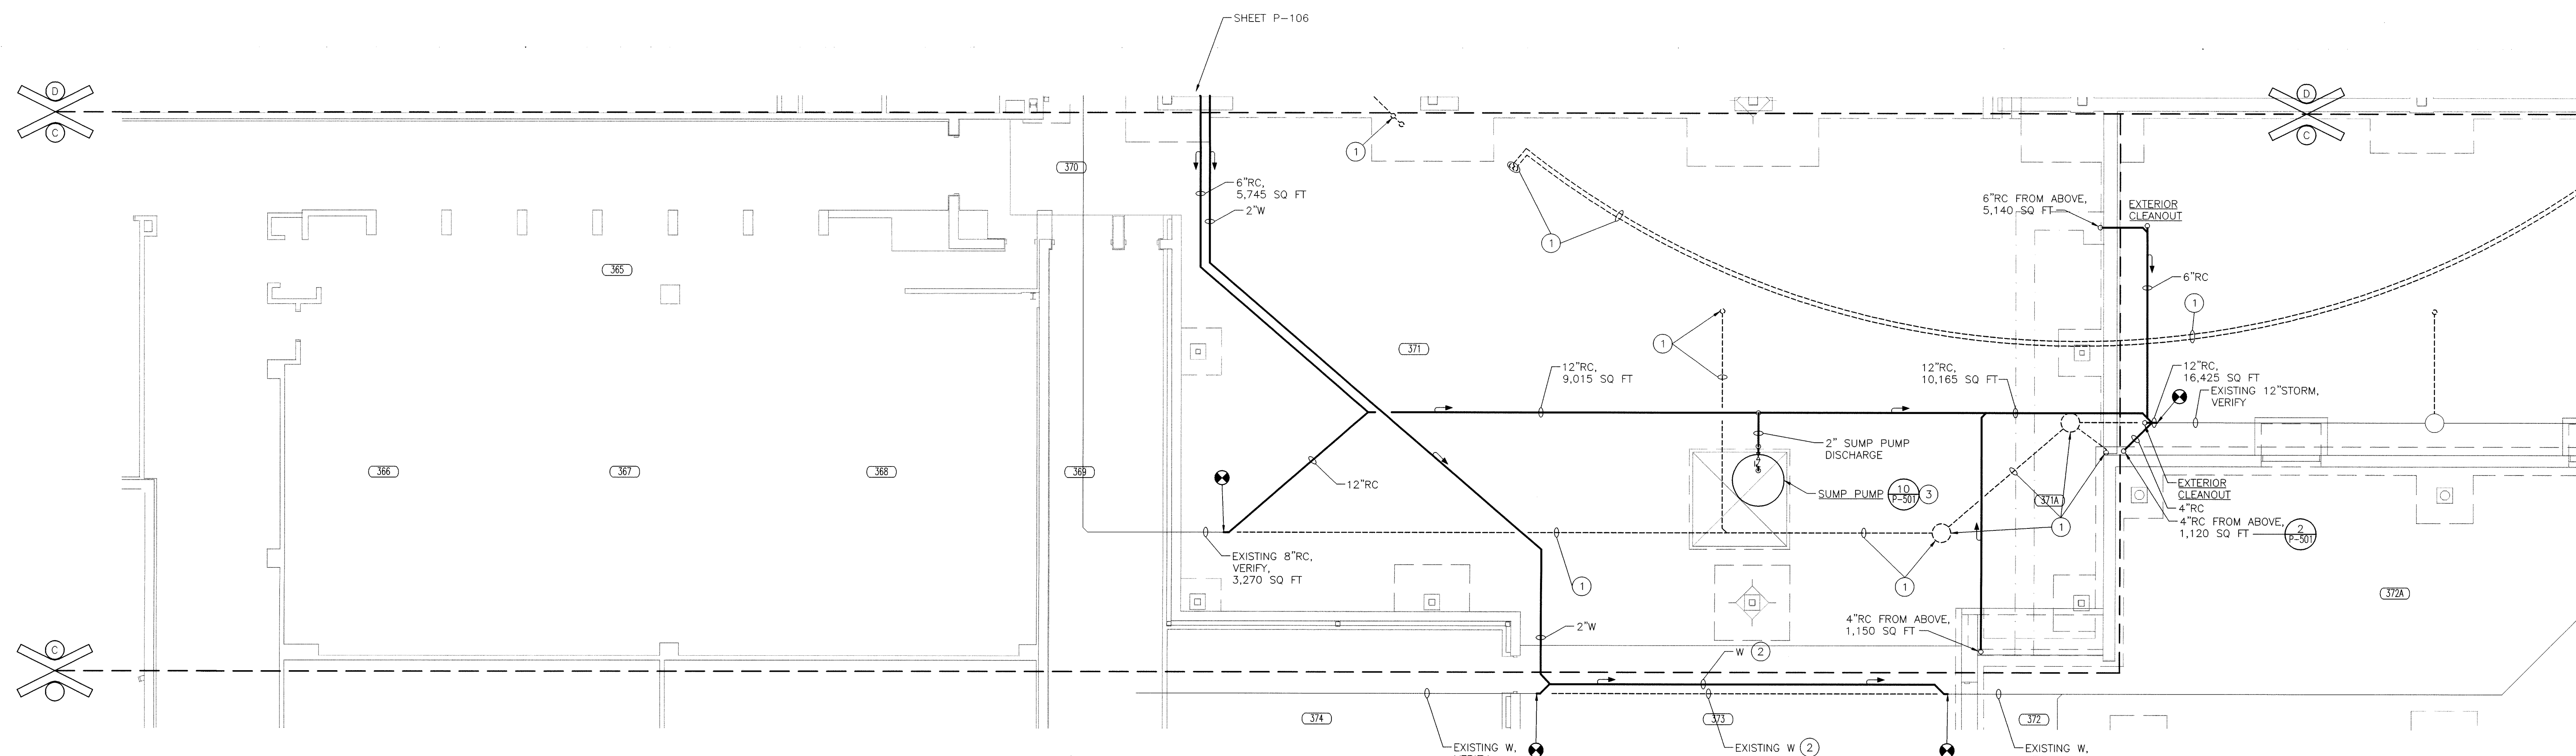 SHEET P-106
D
C
D
C
370
6"RC,
5,745 SQ FT
2"W
1
1
6"RC FROM ABOVE,
5,140 SQ FT
EXTERIOR
CLEANOUT
365
6"RC
1
1
371
12"RC,
9,015 SQ FT
12"RC,
10,165 SQ FT
12"RC,
16,425 SQ FT
EXISTING 12"STORM,
VERIFY
2" SUMP PUMP
DISCHARGE
366
367
368
369
12"RC
SUMP PUMP
10
P-501
3
371A
EXTERIOR
CLEANOUT
4"RC
4"RC FROM ABOVE,
1,120 SQ FT
2
P-501
1
EXISTING 8"RC,
VERIFY,
3,270 SQ FT
1
1
372A
2"W
4"RC FROM ABOVE,
1,150 SQ FT
C
W
2
374
373
372
EXISTING W,
EXISTING W
2
EXISTING W,